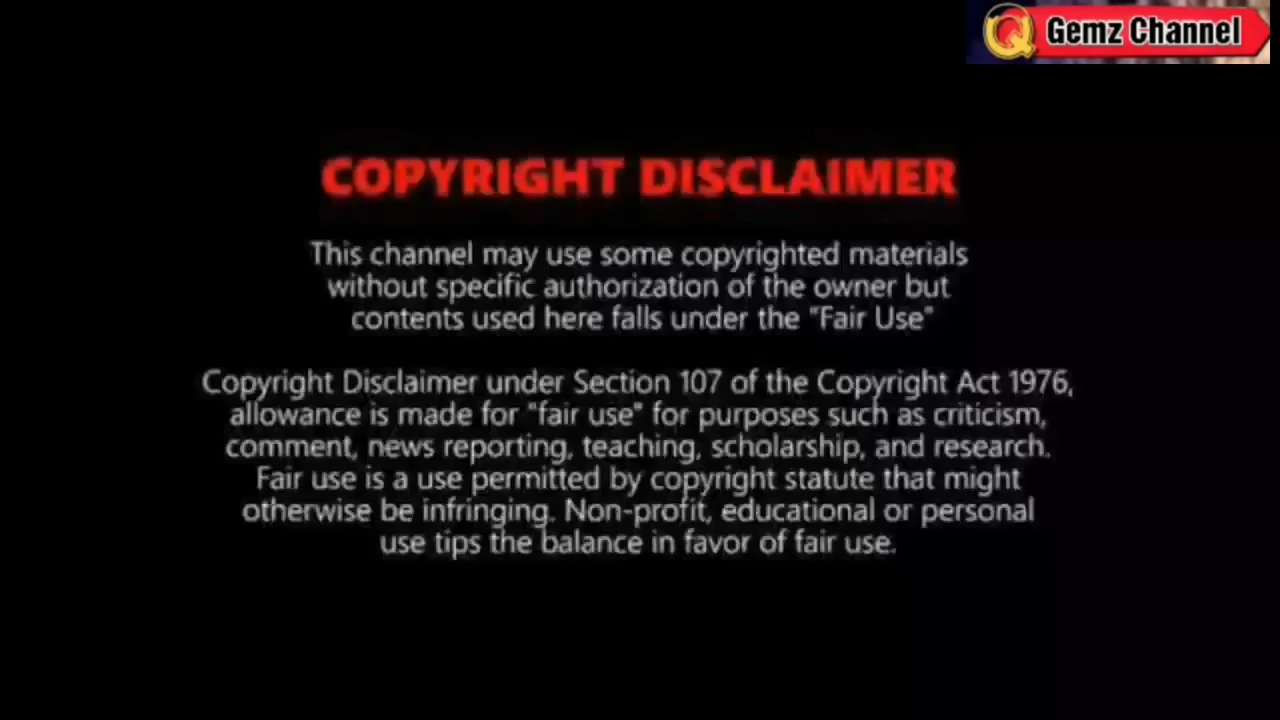 Gemz Channel
COPYRIGHT DISCLAIMER
This channel may use some copyrighted materials
without specific authorization of the owner but
contents used here falls under the "Fair Use"
Copyright Disclaimer under Section 107 of the Copyright Act 1976,
allowance is made for "fair use" for purposes such as criticism,
comment, news reporting, teaching, scholarship, and research.
Fair use is a use permitted by copyright statute that might
otherwise be infringing. Non-profit, educational or personal
use tips the balance in favor of fair use.